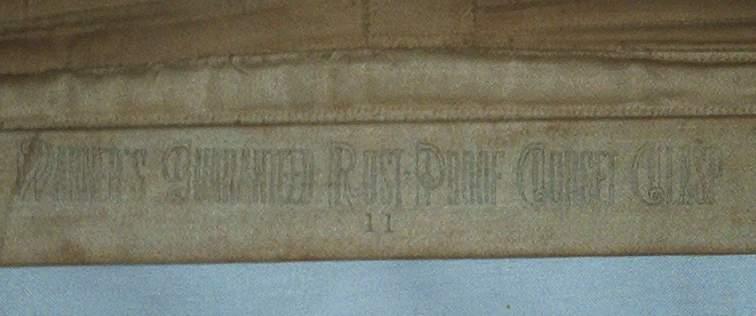 Warner's Guaranteed Rust-Proof Corset Clasp
11